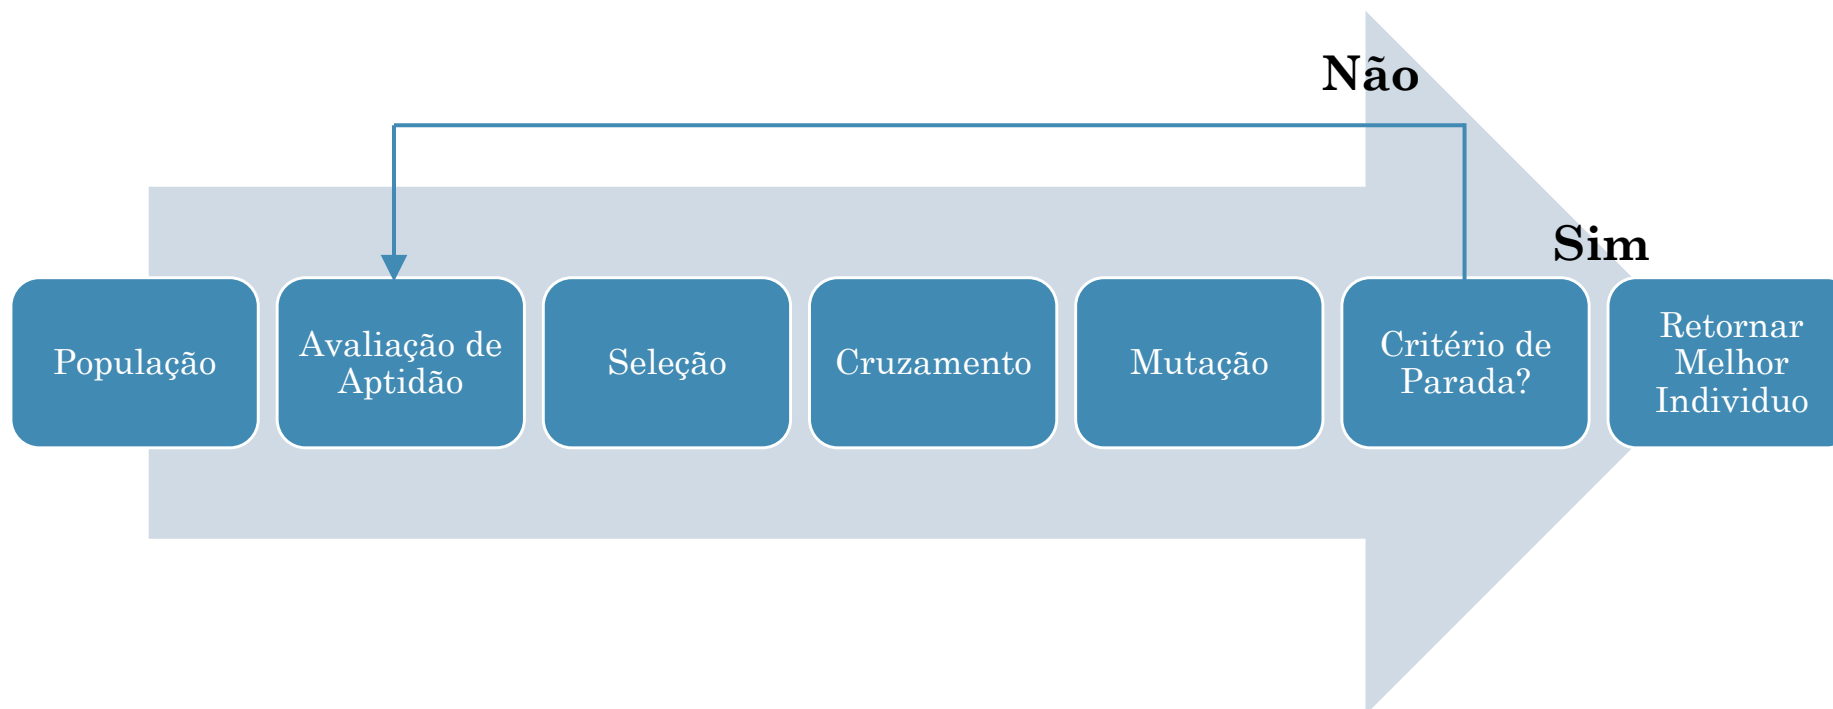 Não
Sim
População
Avaliação de
Aptidão
Seleção
Cruzamento
Mutação
Critério de
Parada?
Retornar
Melhor
Individuo